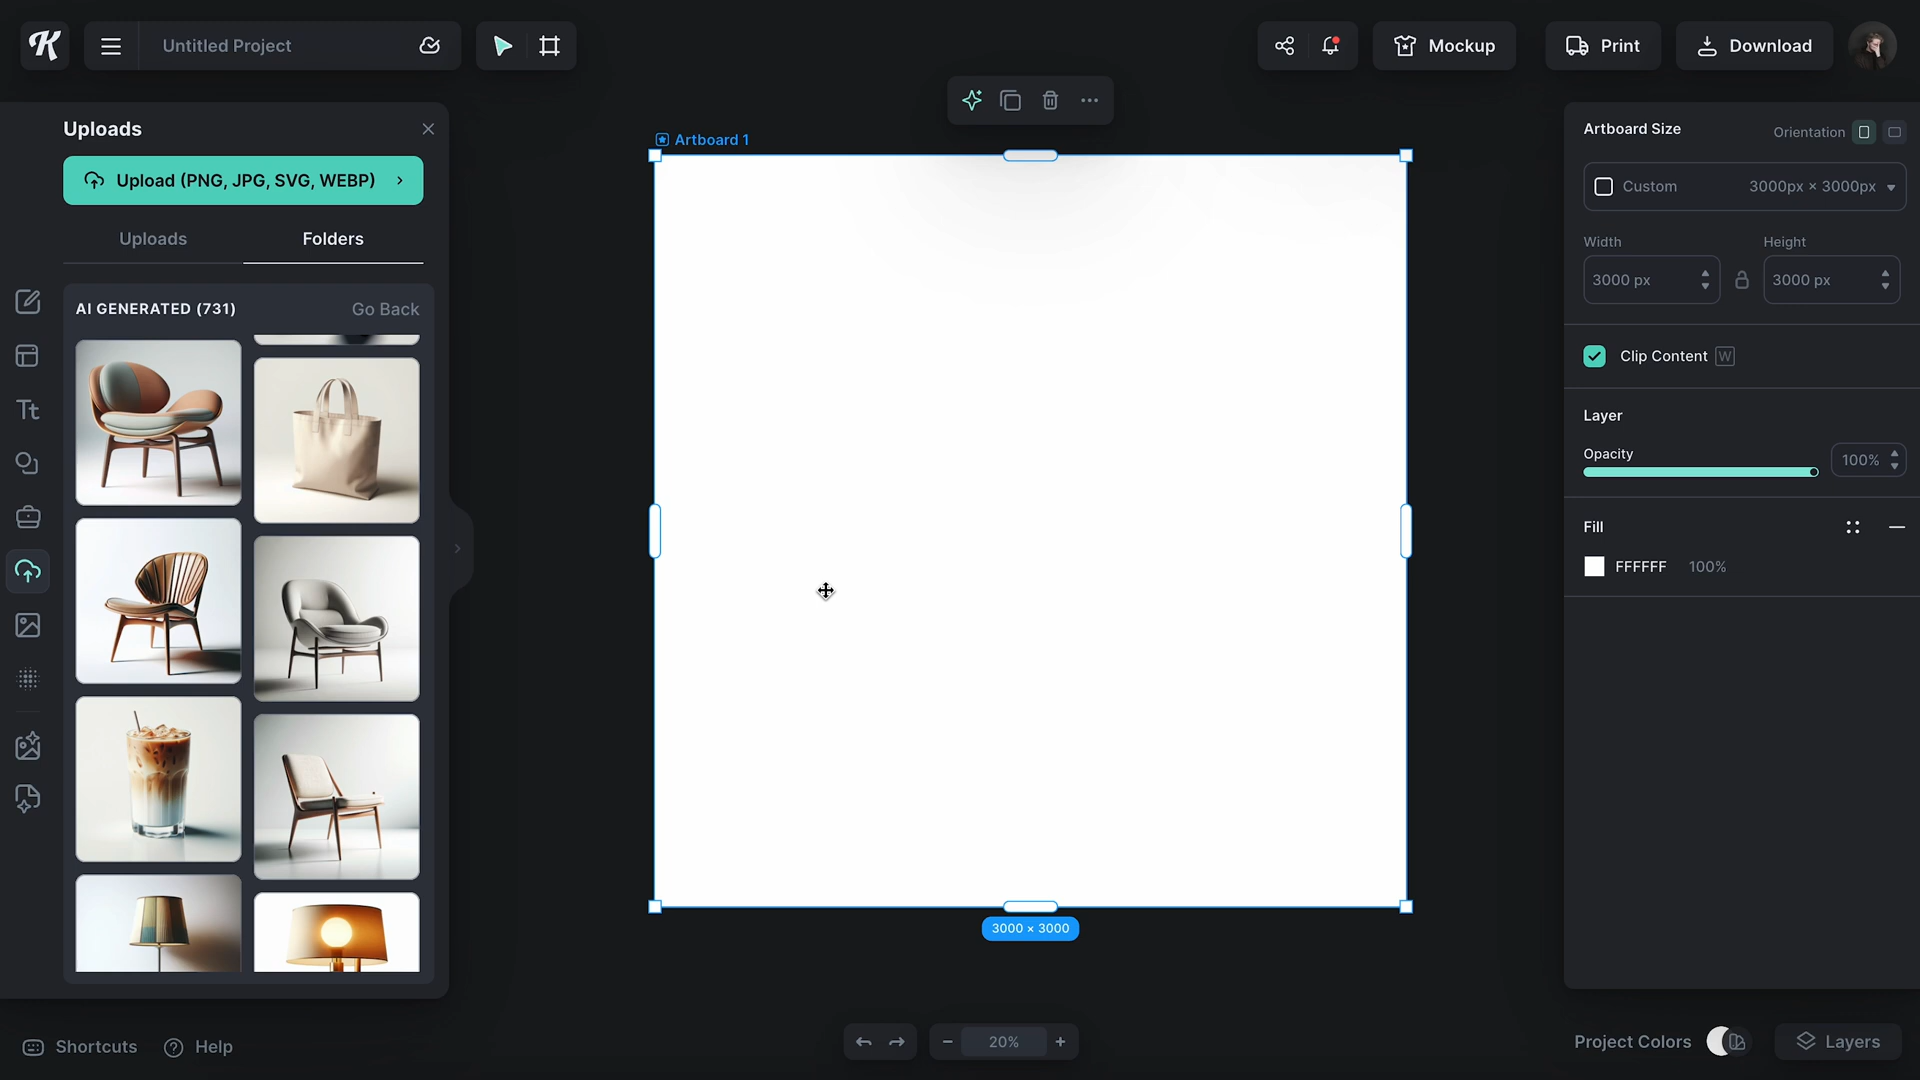 K
Untitled Project
Mockup
Print
Download
Uploads
Upload (PNG, JPG, SVG, WEBP)
Uploads
Folders
AI GENERATED (731)
Go Back
Tt
Artboard 1
3000 × 3000
Artboard Size
Orientation
Custom
3000px × 3000px
Width
Height
3000 px
3000 px
Clip Content
W
Layer
Opacity
100%
Fill
FFFFFF
100%
Shortcuts
Help
20%
Project Colors
Layers